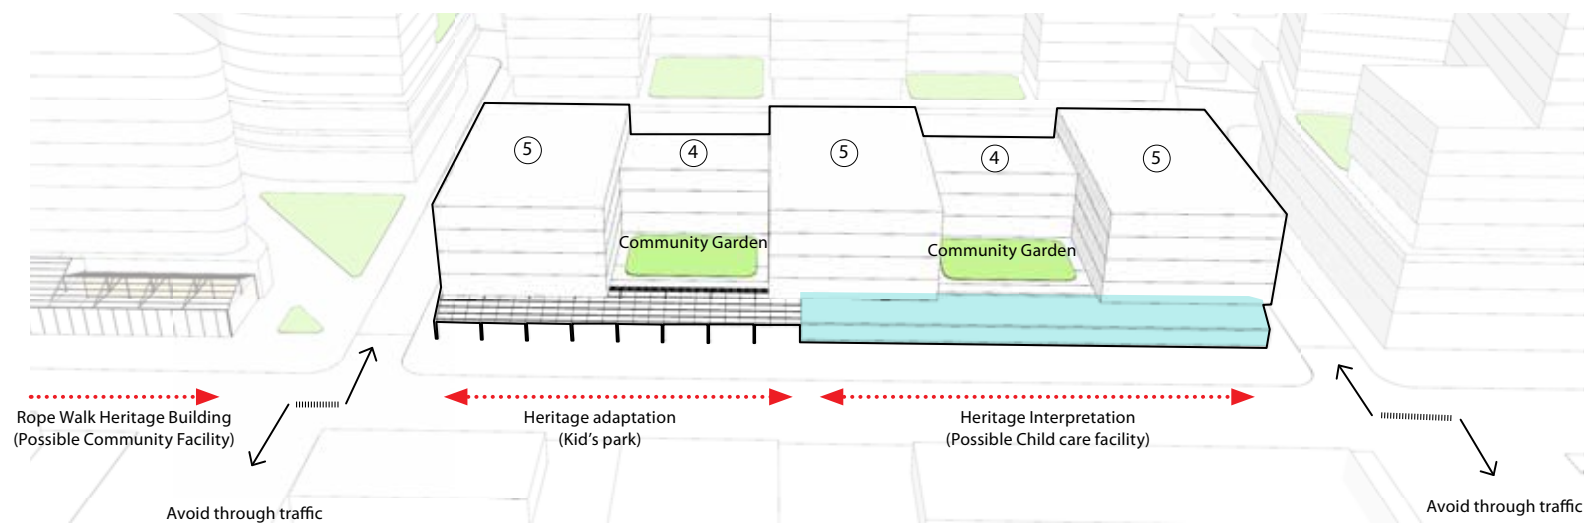 5
4
5
4
5
Community Garden
Community Garden
Rope Walk Heritage Building
(Possible Community Facility)
Heritage adaptation
(Kid's park)
Heritage Interpretation
(Possible Child care facility)
Avoid through traffic
Avoid through traffic